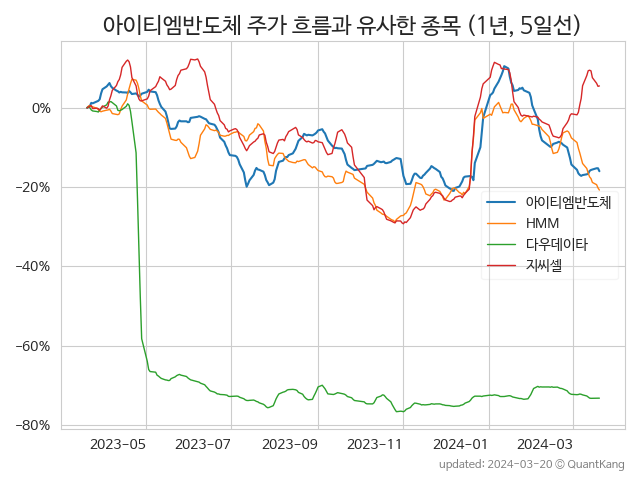 아이티엠반도체 주가 흐름과 유사한 종목 (1년, 5일선)
0%
−20%
−40%
−60%
−80%
아이티엠반도체
HMM
다우데이타
지씨셀
2023-05 2023-07 2023-09 2023-11 2024-01 2024-03
updated: 2024-03-20 © QuantKang